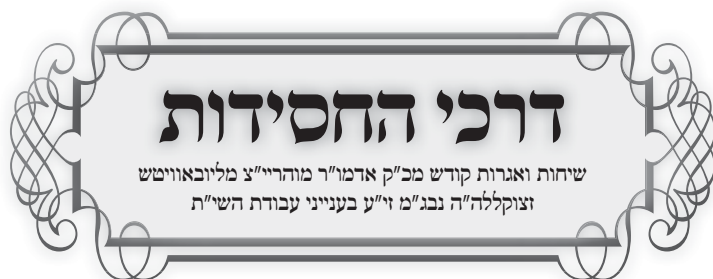 דרכי החסידות
שיחות ואגרות קודש מכ"ק אדמו"ר מוהריי"צ מליובאוויטש
זצוקללה"ה נבג"מ זי"ע בענייני עבודת השי"ת